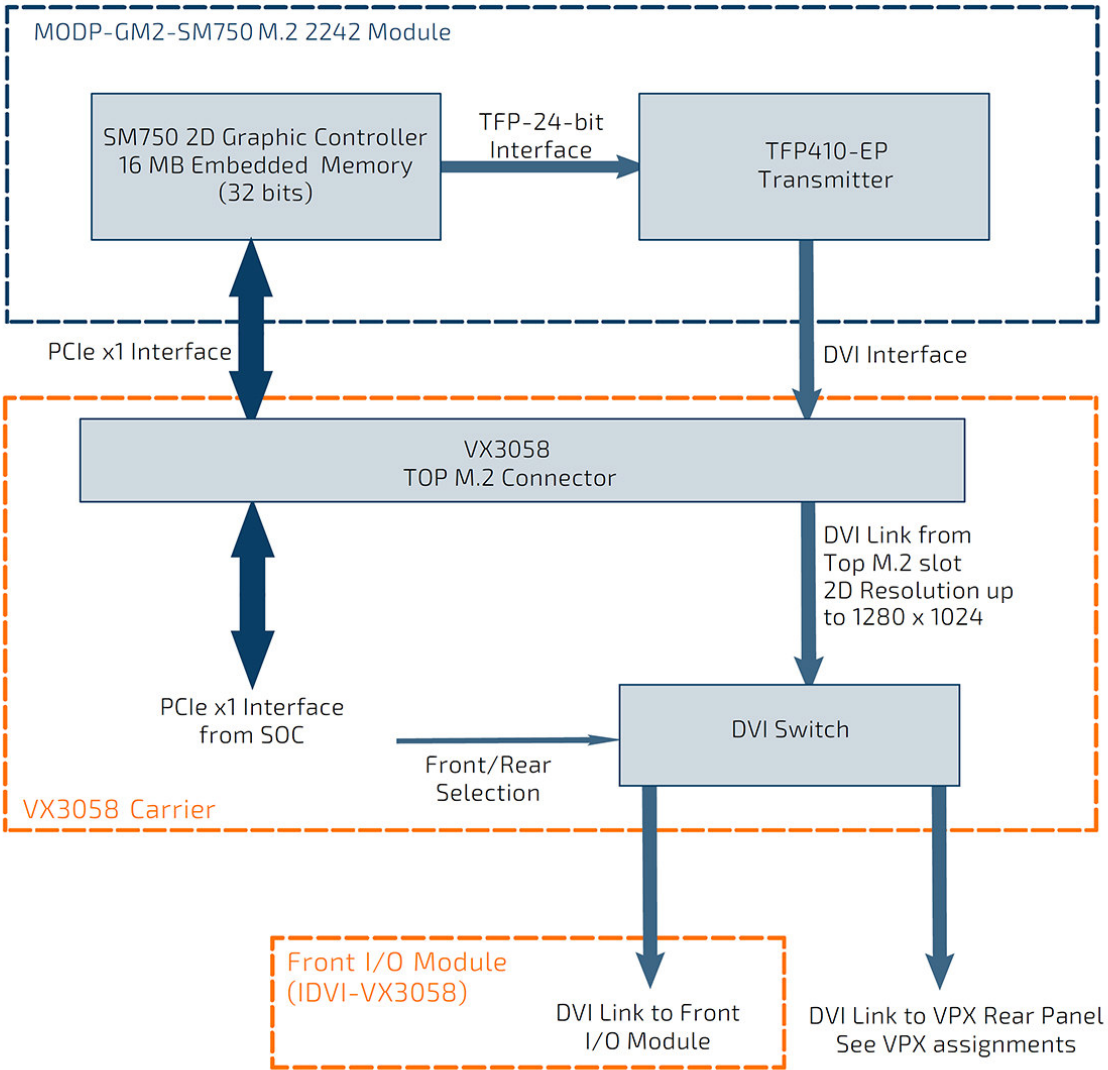 MODP-GM2-SM750 M.2 2242 Module
SM750 2D Graphic Controller
16 MB Embedded Memory
(32 bits)
TFP-24-bit
Interface
TFP410-EP
Transmitter
PCIe x1 Interface
DVI Interface
VX3058
TOP M.2 Connector
DVI Link from
Top M.2 slot
2D Resolution up
to 1280 x 1024
PCIe x1 Interface
from SOC
Front/Rear
Selection
DVI Switch
VX3058 Carrier
Front I/O Module
(IDVI-VX3058)
DVI Link to Front
I/O Module
DVI Link to VPX Rear Panel
See VPX assignments